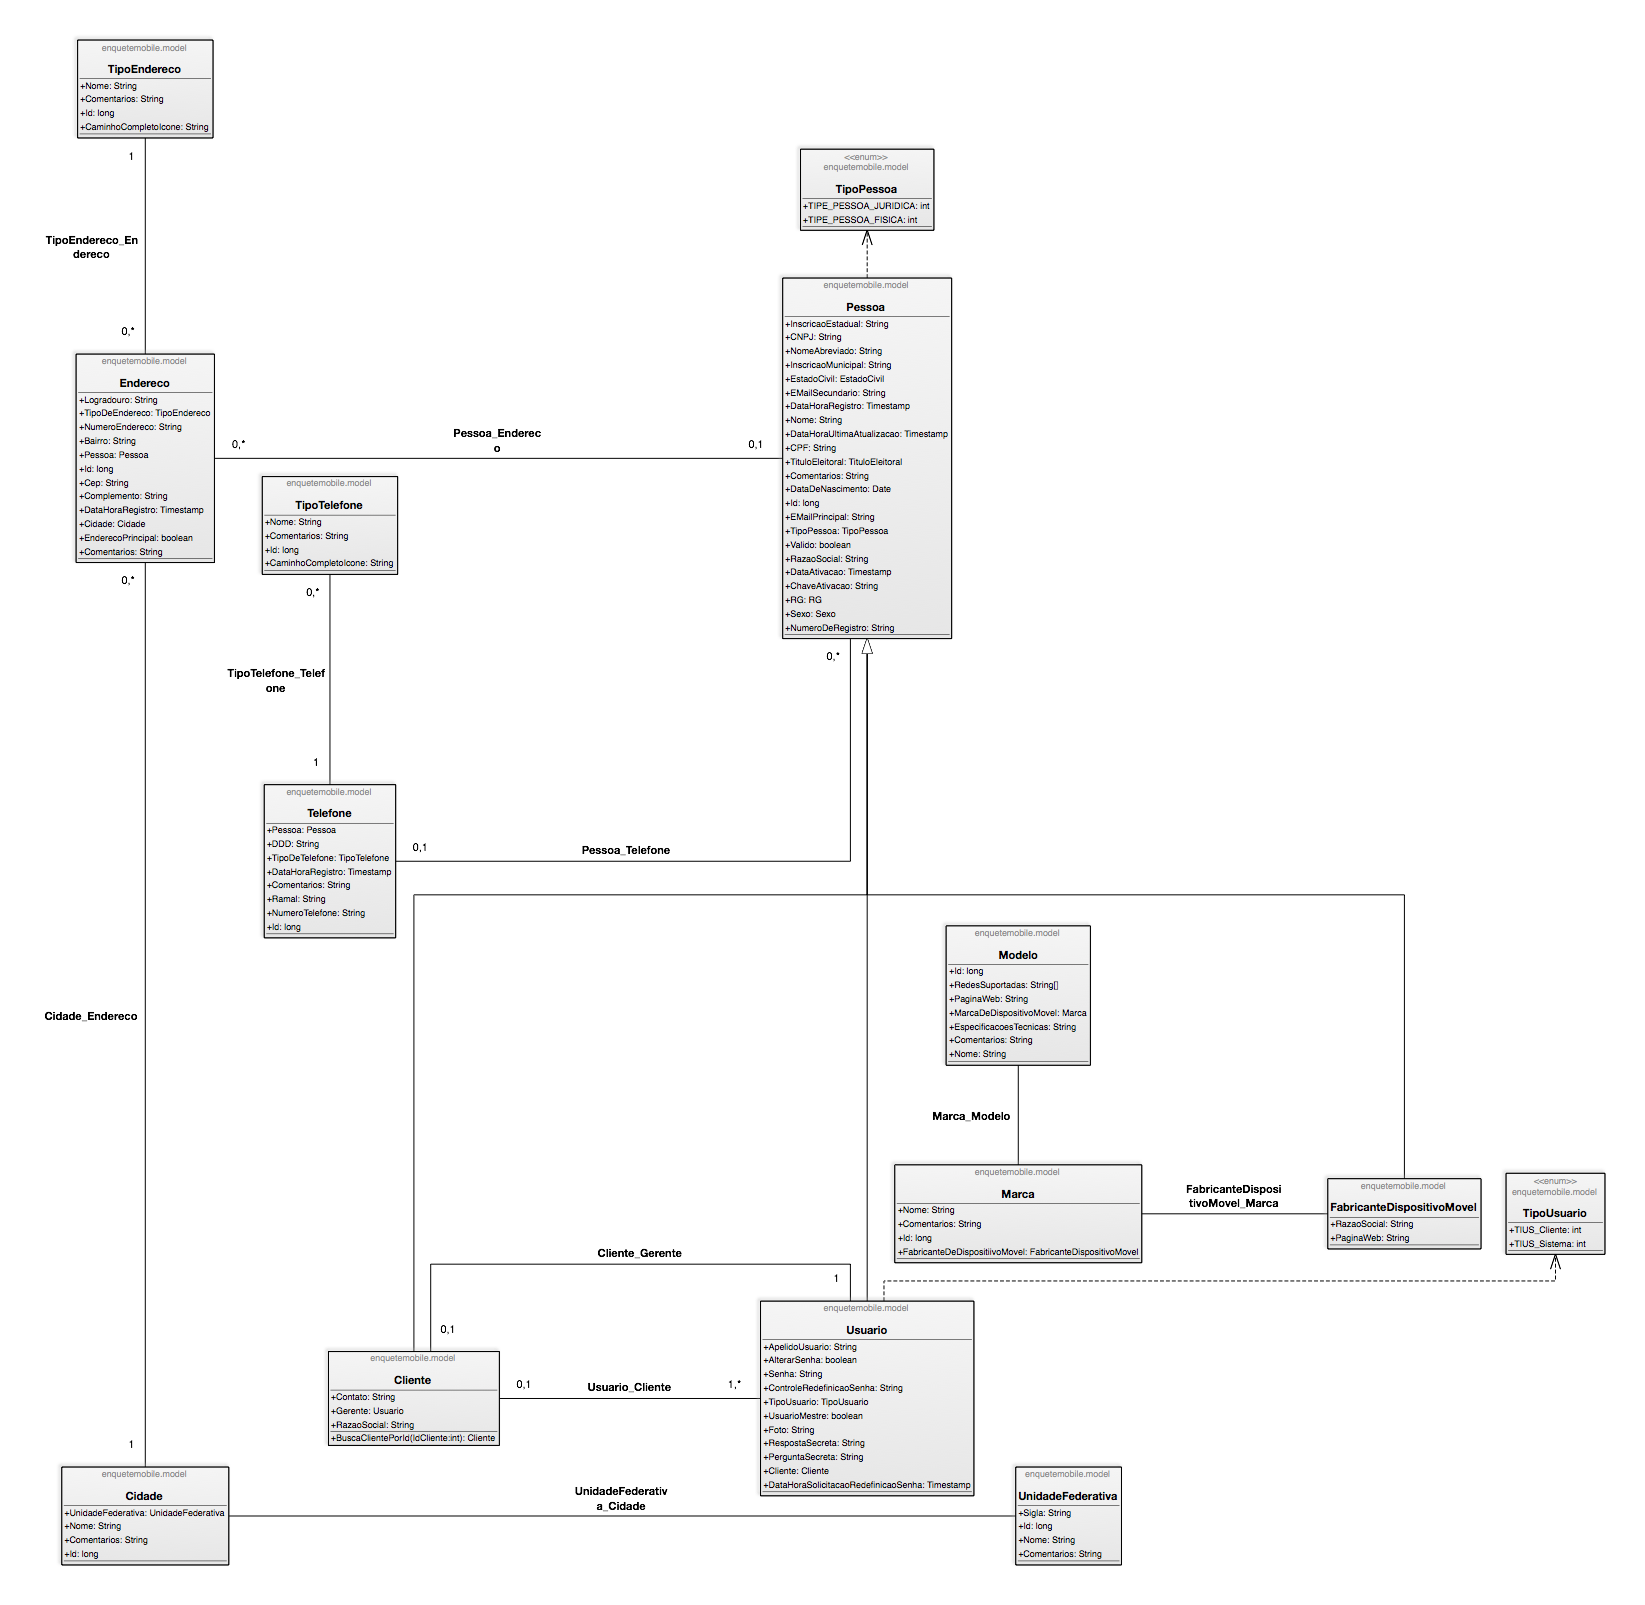 enquetemobile.model
TipoEndereco
+Nome: String
+Comentarios: String
+Id: long
+CaminhoCompletoIcone: String
1
TipoEndereco_En
dereco
0,*
<<enum>>
enquetemobile.model
TipoPessoa
+TIPE_PESSOA_JURIDICA: int
+TIPE_PESSOA_FISICA: int
enquetemobile.model
Pessoa
+InscricaoEstadual: String
+CNPJ: String
+NomeAbreviado: String
+InscricaoMunicipal: String
+EstadoCivil: EstadoCivil
+EMailSecundario: String
+DataHoraRegistro: Timestamp
+Nome: String
+DataHoraUltimaAtualizacao: Timestamp
+CPF: String
+TituloEleitoral: TituloEleitoral
+Comentarios: String
+DataDeNascimento: Date
+Id: long
+EMailPrincipal: String
+TipoPessoa: TipoPessoa
+Valido: boolean
+RazaoSocial: String
+DataAtivacao: Timestamp
+ChaveAtivacao: String
+RG: RG
+Sexo: Sexo
+NumeroDeRegistro: String
enquetemobile.model
Endereco
+Logradouro: String
+TipoDeEndereco: TipoEndereco
+NumeroEndereco: String
+Bairro: String
+Pessoa: Pessoa
+Id: long
+Cep: String
+Complemento: String
+DataHoraRegistro: Timestamp
+Cidade: Cidade
+EnderecoPrincipal: boolean
+Comentarios: String
0,*
Pessoa_Enderec
o
0,1
enquetemobile.model
TipoTelefone
+Nome: String
+Comentarios: String
+Id: long
+CaminhoCompletoIcone: String
0,*
0,*
0,*
TipoTelefone_Telef
one
1
enquetemobile.model
Telefone
+Pessoa: Pessoa
+DDD: String
+TipoDeTelefone: TipoTelefone
+DataHoraRegistro: Timestamp
+Comentarios: String
+Ramal: String
+NumeroTelefone: String
+Id: long
0,1
Pessoa_Telefone
enquetemobile.model
Modelo
+Id: long
+RedesSuportadas: String[]
+PaginaWeb: String
+MarcaDeDispositivoMovel: Marca
+EspecificacoesTecnicas: String
+Comentarios: String
+Nome: String
Cidade_Endereco
Marca_Modelo
enquetemobile.model
Marca
+Nome: String
+Comentarios: String
+Id: long
+FabricanteDeDispositiivoMovel: FabricanteDispositivoMovel
FabricanteDisposi
tivoMovel_Marca
enquetemobile.model
FabricanteDispositivoMovel
+RazaoSocial: String
+PaginaWeb: String
<<enum>>
enquetemobile.model
TipoUsuario
+TIUS_Cliente: int
+TIUS_Sistema: int
Cliente_Gerente
1
0,1
enquetemobile.model
Cliente
+Contato: String
+Gerente: Usuario
+RazaoSocial: String
+BuscaClientePorId(IdCliente:int): Cliente
0,1
Usuario_Cliente
1,*
enquetemobile.model
Usuario
+ApelidoUsuario: String
+AlterarSenha: boolean
+Senha: String
+ControleRedefinicaoSenha: String
+TipoUsuario: TipoUsuario
+UsuarioMestre: boolean
+Foto: String
+RespostaSecreta: String
+PerguntaSecreta: String
+Cliente: Cliente
+DataHoraSolicitacaoRedefinicaoSenha: Timestamp
1
enquetemobile.model
Cidade
+UnidadeFederativa: UnidadeFederativa
+Nome: String
+Comentarios: String
+Id: long
UnidadeFederativ
a_Cidade
enquetemobile.model
UnidadeFederativa
+Sigla: String
+Id: long
+Nome: String
+Comentarios: String